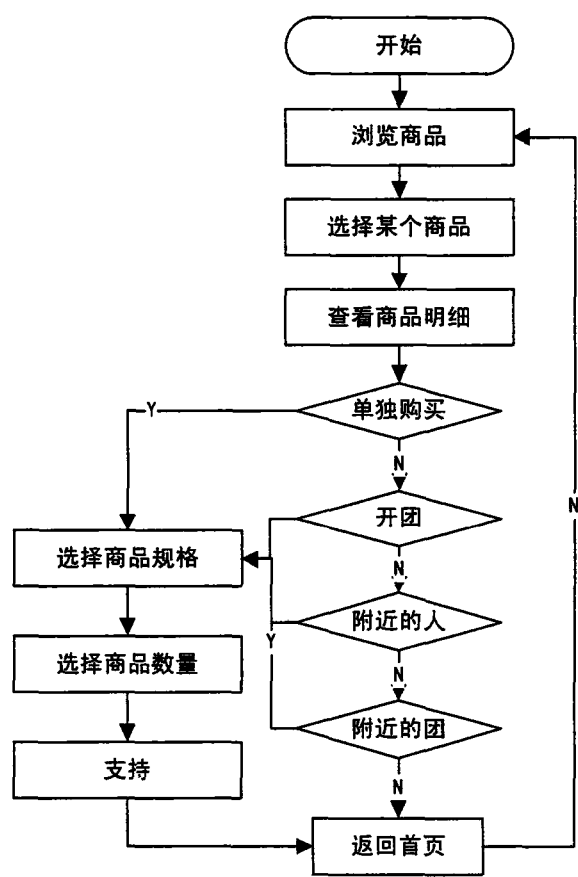 开始
浏览商品
选择某个商品
查看商品明细
单独购买
Y
N
开团
N
选择商品规格
N
附近的人
Y
选择商品数量
N
附近的团
支持
N
返回首页